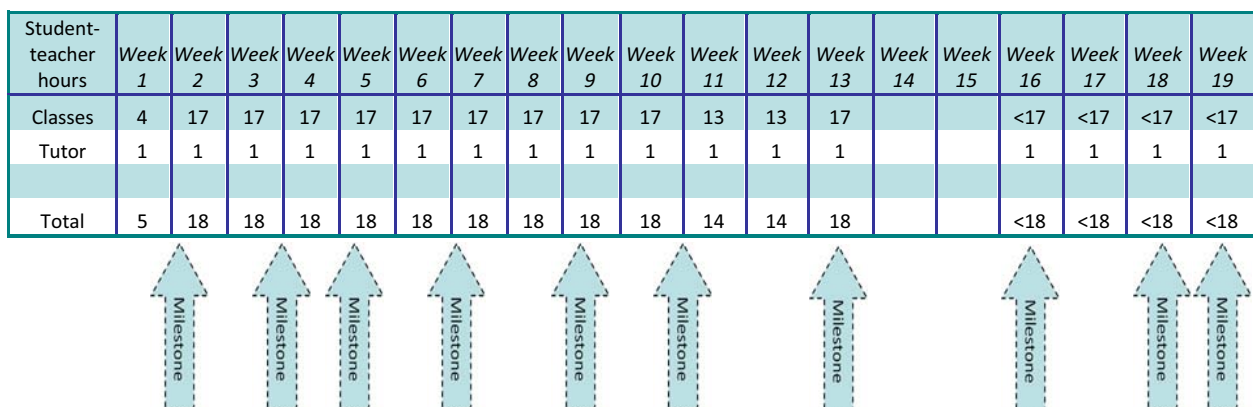 Student-teacher hours Week 1 Week 2 Week 3 Week 4 Week 5 Week 6 Week 7 Week 8 Week 9 Week 10 Week 11 Week 12 Week 13 Week 14 Week 15 Week 16 Week 17 Week 18 Week 19
Classes 4 17 17 17 17 17 17 17 17 17 13 13 17 <17 <17 <17 <17
Tutor 1 1 1 1 1 1 1 1 1 1 1 1 1 1 1 1 1
Total 5 18 18 18 18 18 18 18 18 18 14 14 18 <18 <18 <18 <18
Milestone
Milestone
Milestone
Milestone
Milestone
Milestone
Milestone
Milestone
Milestone
Milestone